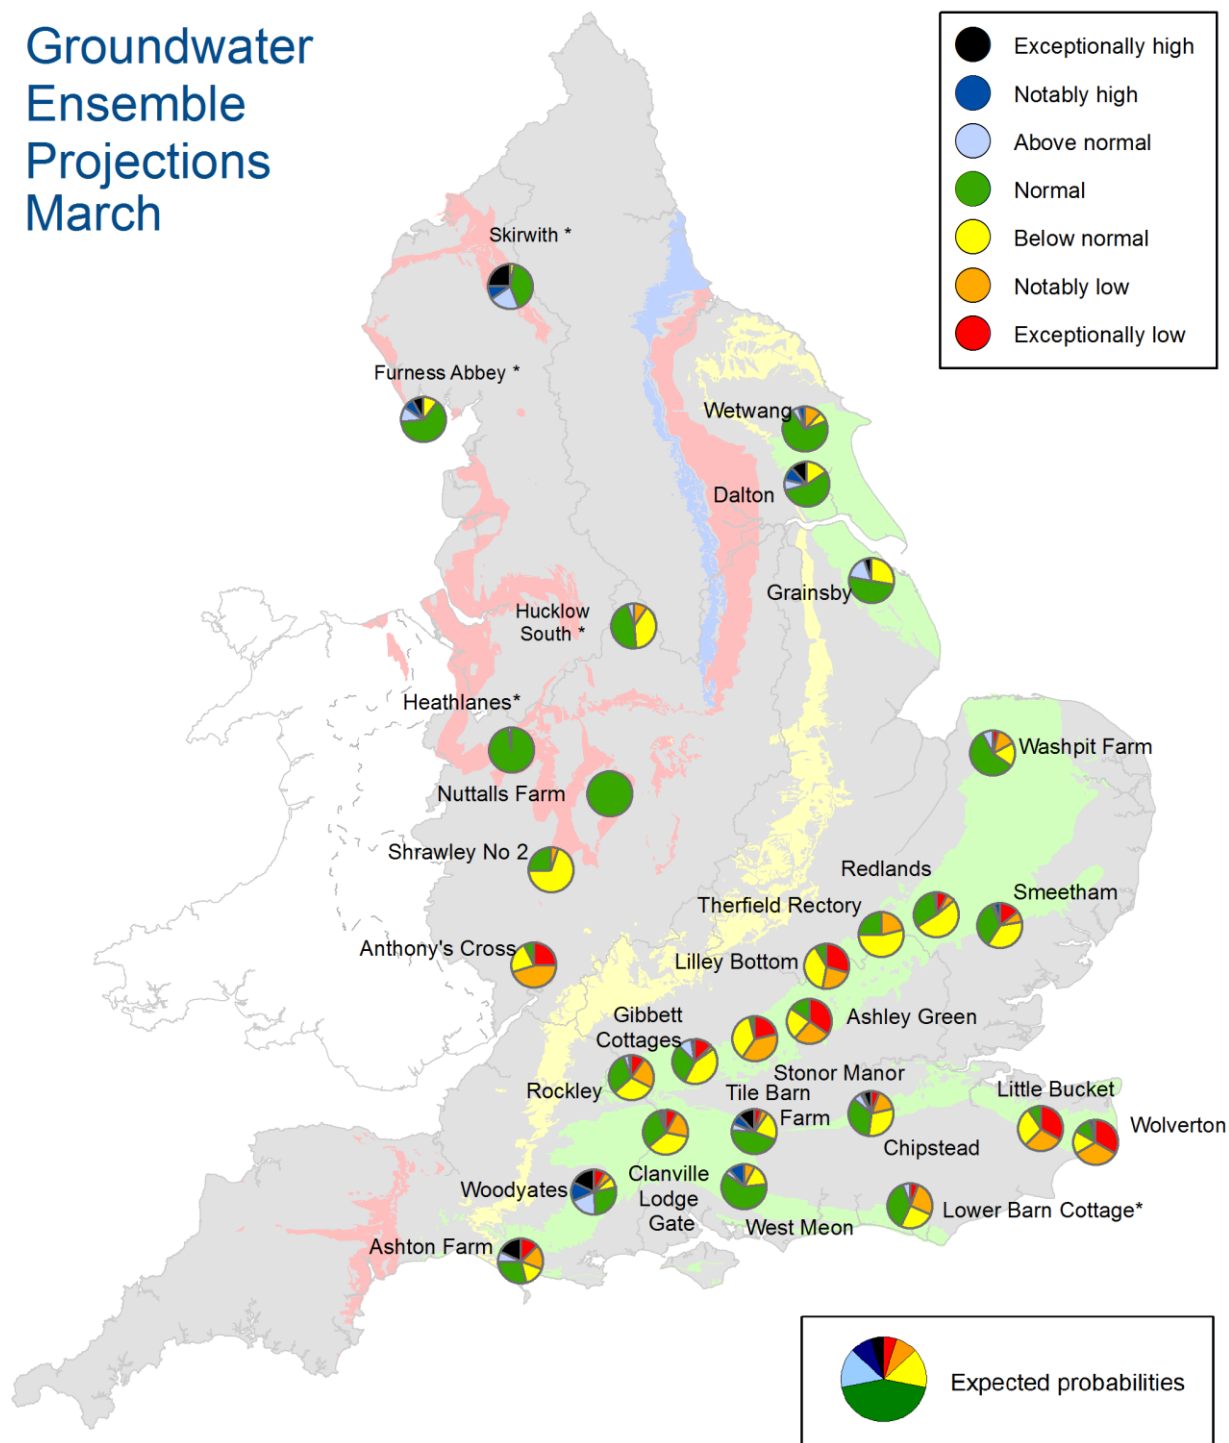 Groundwater
Ensemble
Projections
March
Exceptionally high
Notably high
Above normal
Normal
Below normal
Notably low
Exceptionally low
Skirwith *
Furness Abbey *
Wetwang
Dalton
Grainsby
Hucklow
South *
Heathlanes*
Washpit Farm
Nuttalls Farm
Shrawley No 2
Redlands
Smeetham
Therfield Rectory
Anthony's Cross
Lilley Bottom
Gibbett
Cottages
Ashley Green
Rockley
Stonor Manor
Tile Barn
Farm
Little Bucket
Wolverton
Chipstead
Clanville
Lodge
Gate
Woodyates
West Meon
Lower Barn Cottage*
Ashton Farm
Expected probabilities